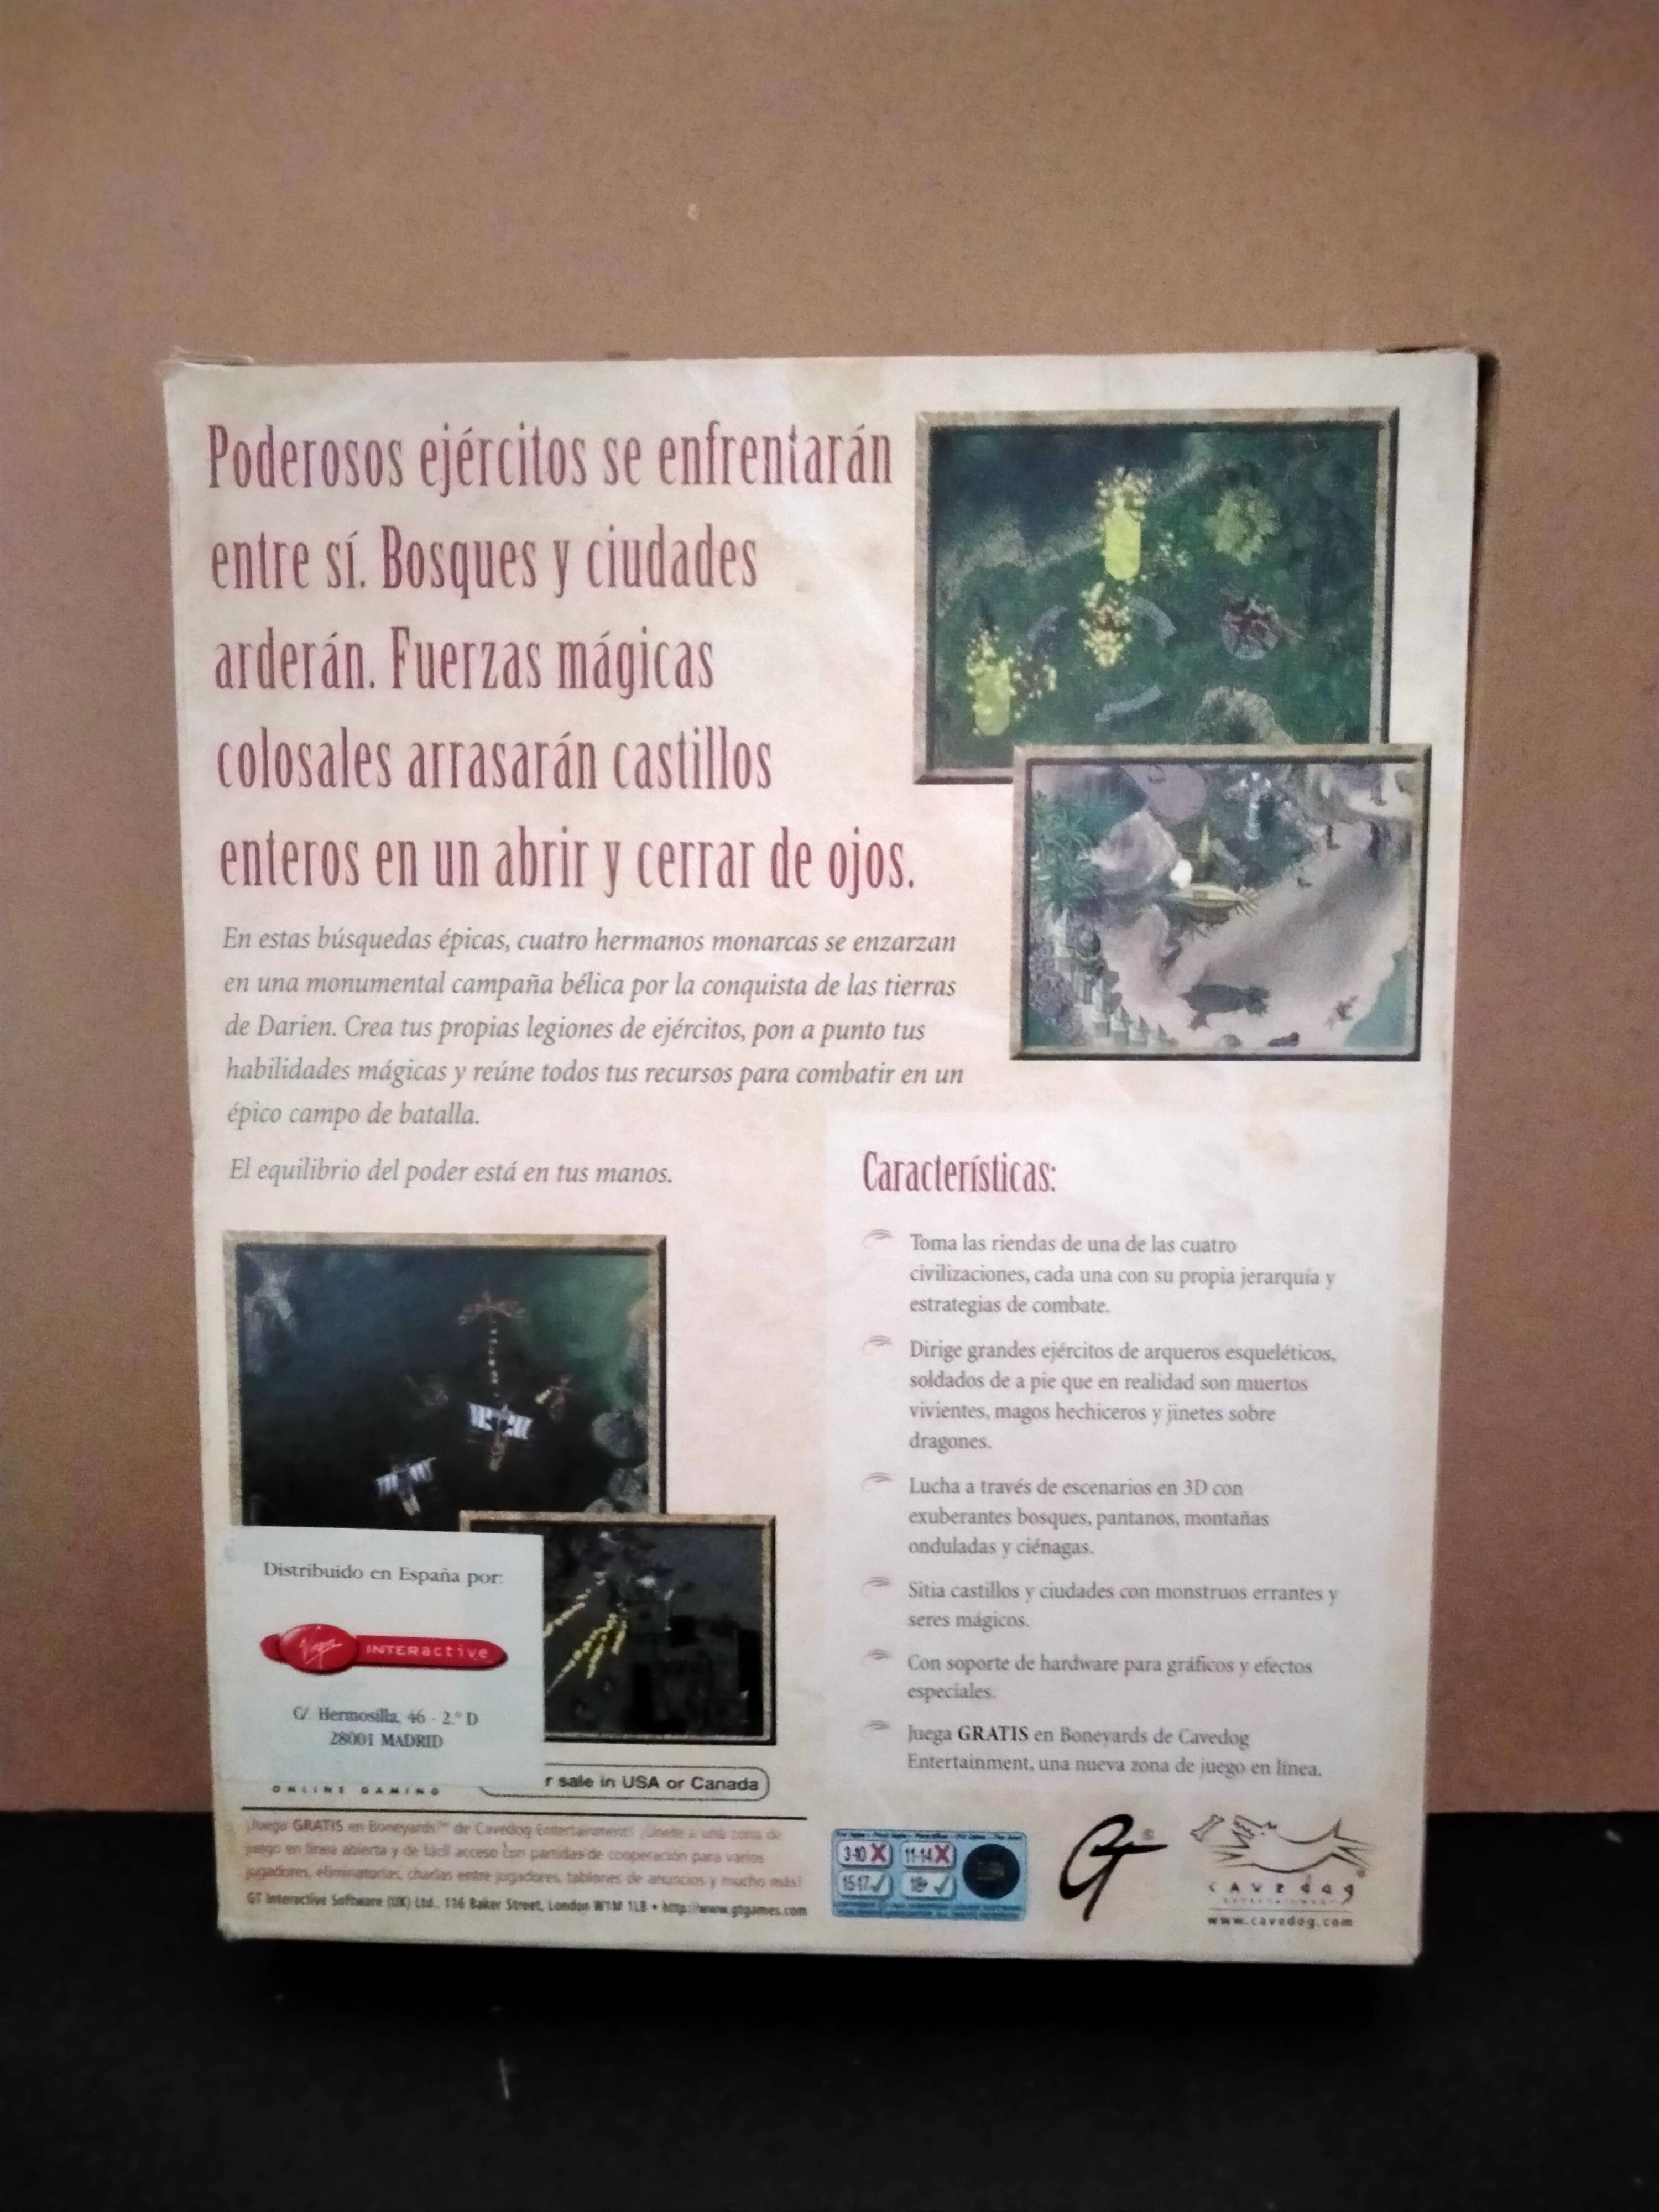 Poderosos ejércitos se enfrentarán
entre sí. Bosques y ciudades
arderán. Fuerzas mágicas
colosales arrasarán castillos
enteros en un abrir y cerrar de ojos.
En estas búsquedas épicas, cuatro hermanos monarcas se enzarzan
en una monumental campaña bélica por la conquista de las tierras
de Darien. Crea tus propias legiones de ejércitos, pon a punto tus
habilidades mágicas y reúne todos tus recursos para combatir en un
épico campo de batalla.
El equilibrio del poder está en tus manos.
Características:
Toma las riendas de una de las cuatro
civilizaciones, cada una con su propia jerarquía y
estrategias de combate.
Dirige grandes ejércitos de arqueros esqueléticos,
soldados de a pie que en realidad son muertos
vivientes, magos hechiceros y jinetes sobre
dragones.
Lucha a través de escenarios en 3D con
exuberantes bosques, pantanos, montañas
onduladas y ciénagas.
Sitia castillos y ciudades con monstruos errantes y
seres mágicos.
Con soporte de hardware para gráficos y efectos
especiales.
Juega GRATIS en Boneyards de Cavedog
Entertainment, una nueva zona de juego en línea.
Distribuido en España por:
Virgin INTERactive
C/. Hermosilla, 46 - 2.º D
28001 MADRID
ONLINE GAMING
r sale in USA or Canada
¡Juega GRATIS en Boneyards™ de Cavedog Entertainment! ¡Únete a una zona de
juego en línea abierta y de fácil acceso con partidas de cooperación para varios
jugadores, eliminatorias, charlas entre jugadores, tablones de anuncios y mucho más!
GT Interactive Software (UK) Ltd., 116 Baker Street, London W1M 1LB • http://www.gtgames.com
3-10 11-14
15-17 18+
GT®
CAVEDOG
ENTERTAINMENT
www.cavedog.com